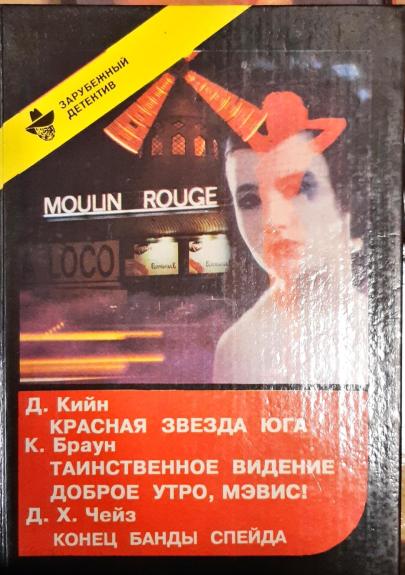 ЗАРУБЕЖНЫЙ
ДЕТЕКТИВ
MOULIN ROUGE
LOCO
Д. Кийн
КРАСНАЯ ЗВЕЗДА ЮГА
К. Браун
ТАИНСТВЕННОЕ ВИДЕНИЕ
ДОБРОЕ УТРО, МЭВИС!
Д. Х. Чейз
КОНЕЦ БАНДЫ СПЕЙДА